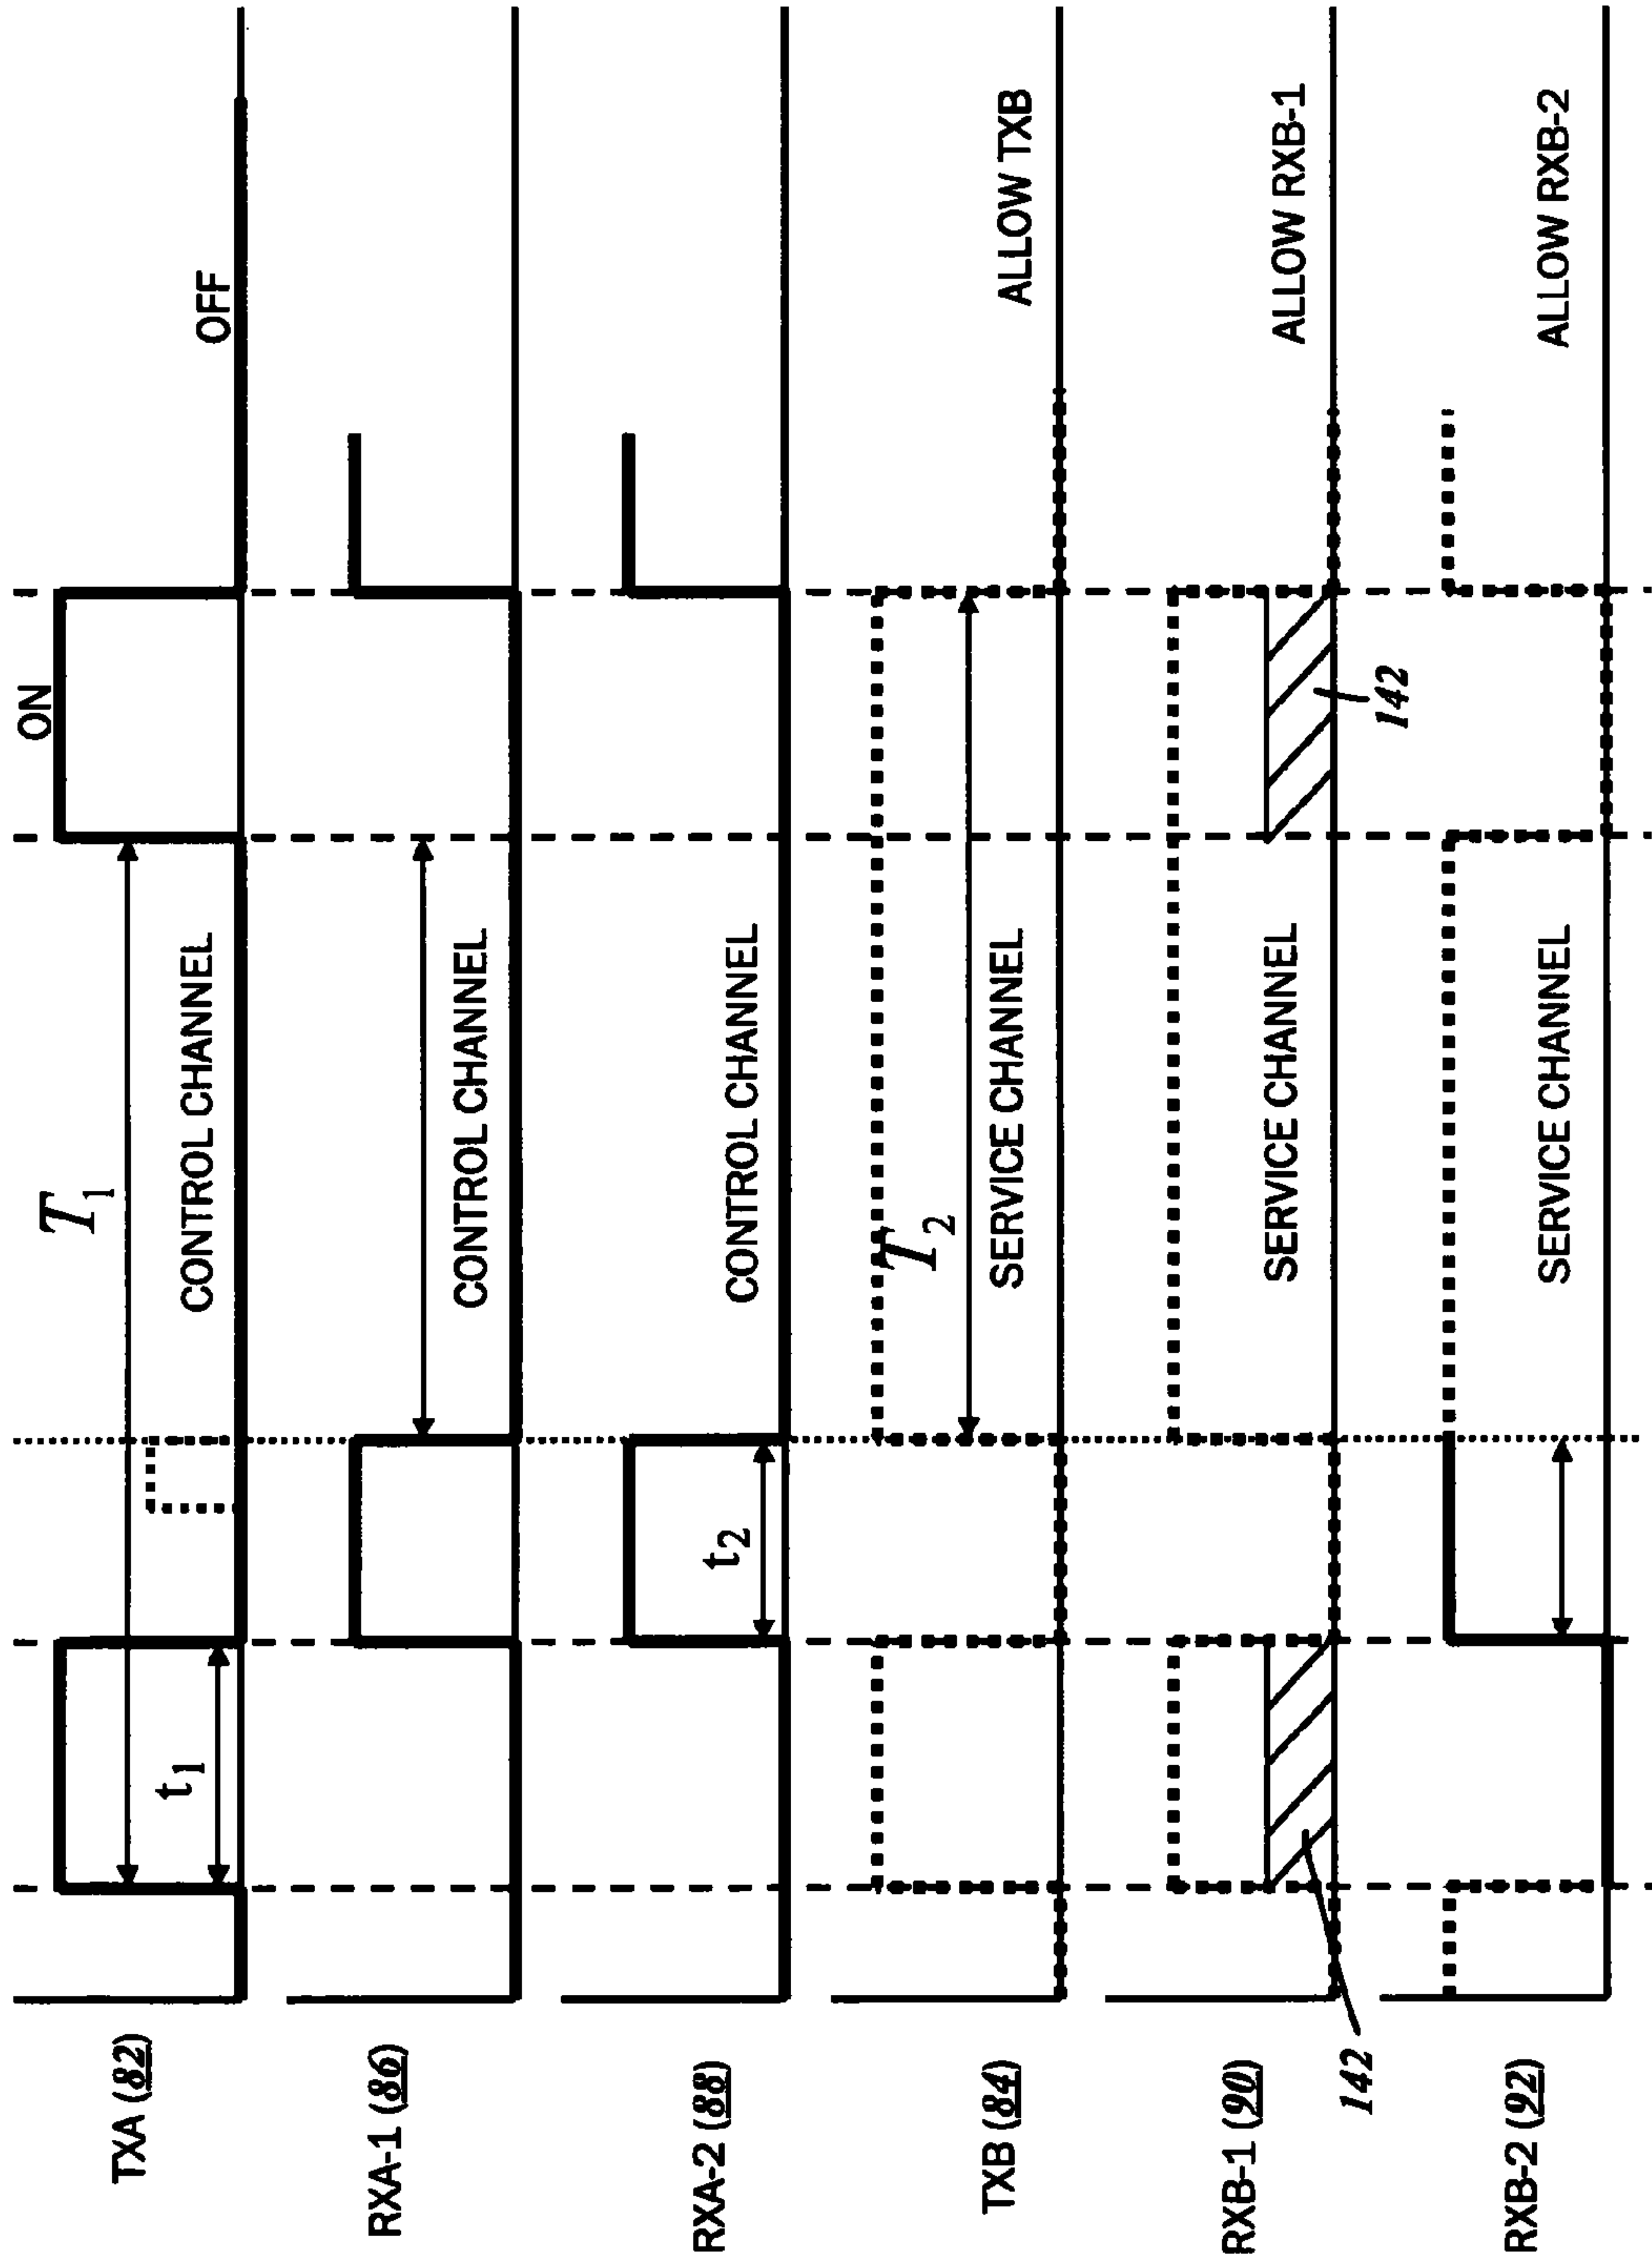 TXA (82)
ON
OFF
T1
t1
CONTROL CHANNEL
RXA-1 (86)
CONTROL CHANNEL
RXA-2 (88)
t2
CONTROL CHANNEL
TXB (84)
T2
SERVICE CHANNEL
ALLOW TXB
RXB-1 (90)
SERVICE CHANNEL
ALLOW RXB-1
142
142
RXB-2 (92)
SERVICE CHANNEL
ALLOW RXB-2